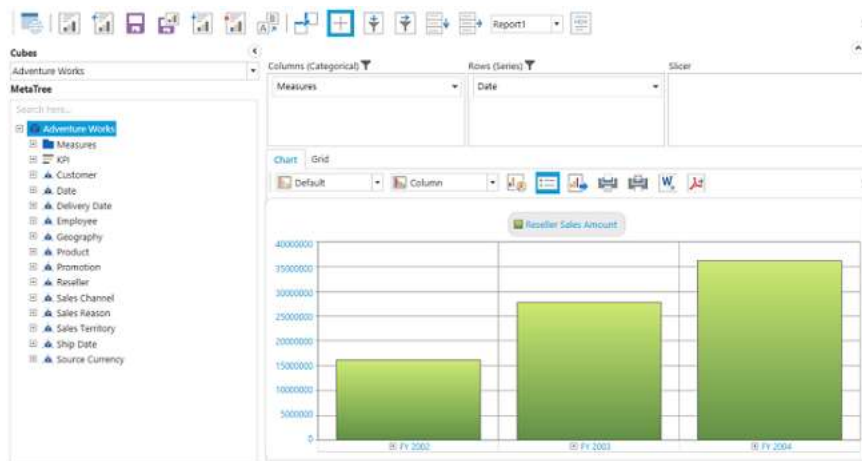 Report1
Cubes
Adventure Works
MetaTree
Search here...
Adventure Works
Measures
KPI
Customer
Date
Delivery Date
Employee
Geography
Product
Promotion
Reseller
Sales Channel
Sales Reason
Sales Territory
Ship Date
Source Currency
Columns (Categorical)
Rows (Series)
Slicer
Measures
Date
Chart
Grid
Default
Column
Reseller Sales Amount
40000000
35000000
30000000
25000000
20000000
15000000
10000000
5000000
0
FY 2002
FY 2003
FY 2004